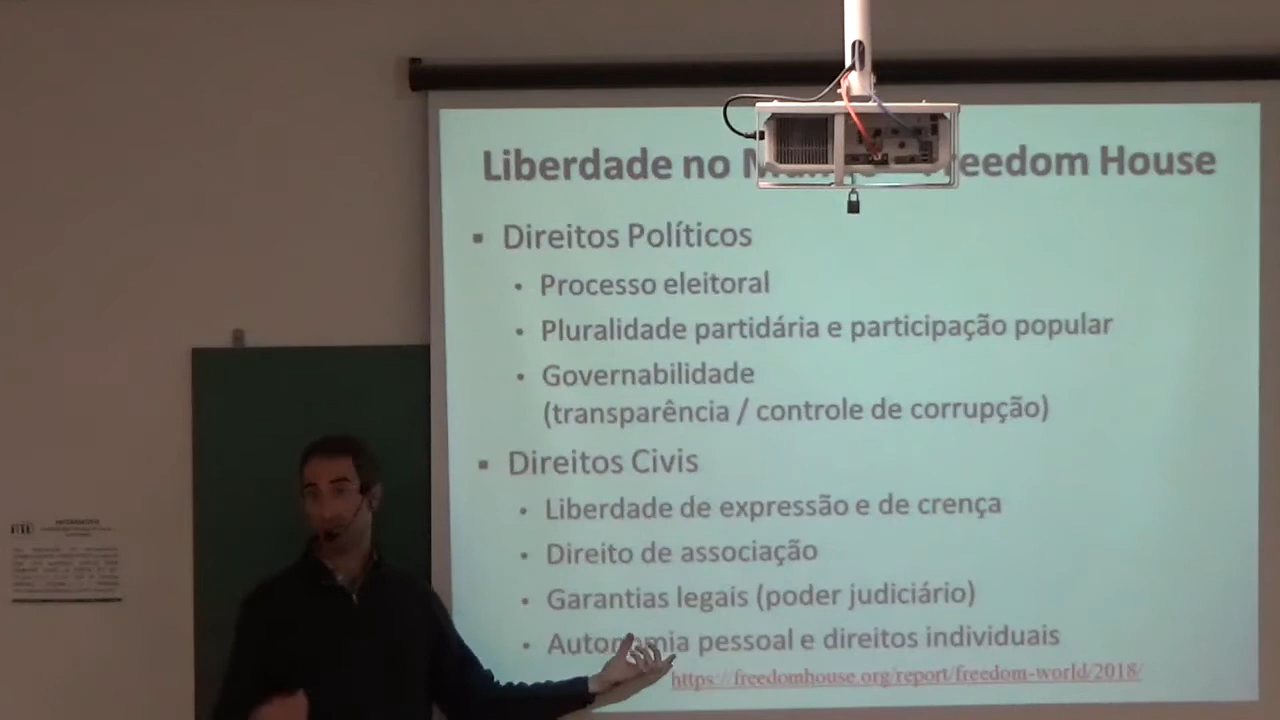 Liberdade no Freedom House
▪ Direitos Políticos
• Processo eleitoral
• Pluralidade partidária e participação popular
• Governabilidade
(transparência / controle de corrupção)
▪ Direitos Civis
• Liberdade de expressão e de crença
• Direito de associação
• Garantias legais (poder judiciário)
• Autonomia pessoal e direitos individuais
https://freedomhouse.org/report/freedom-world/2018/